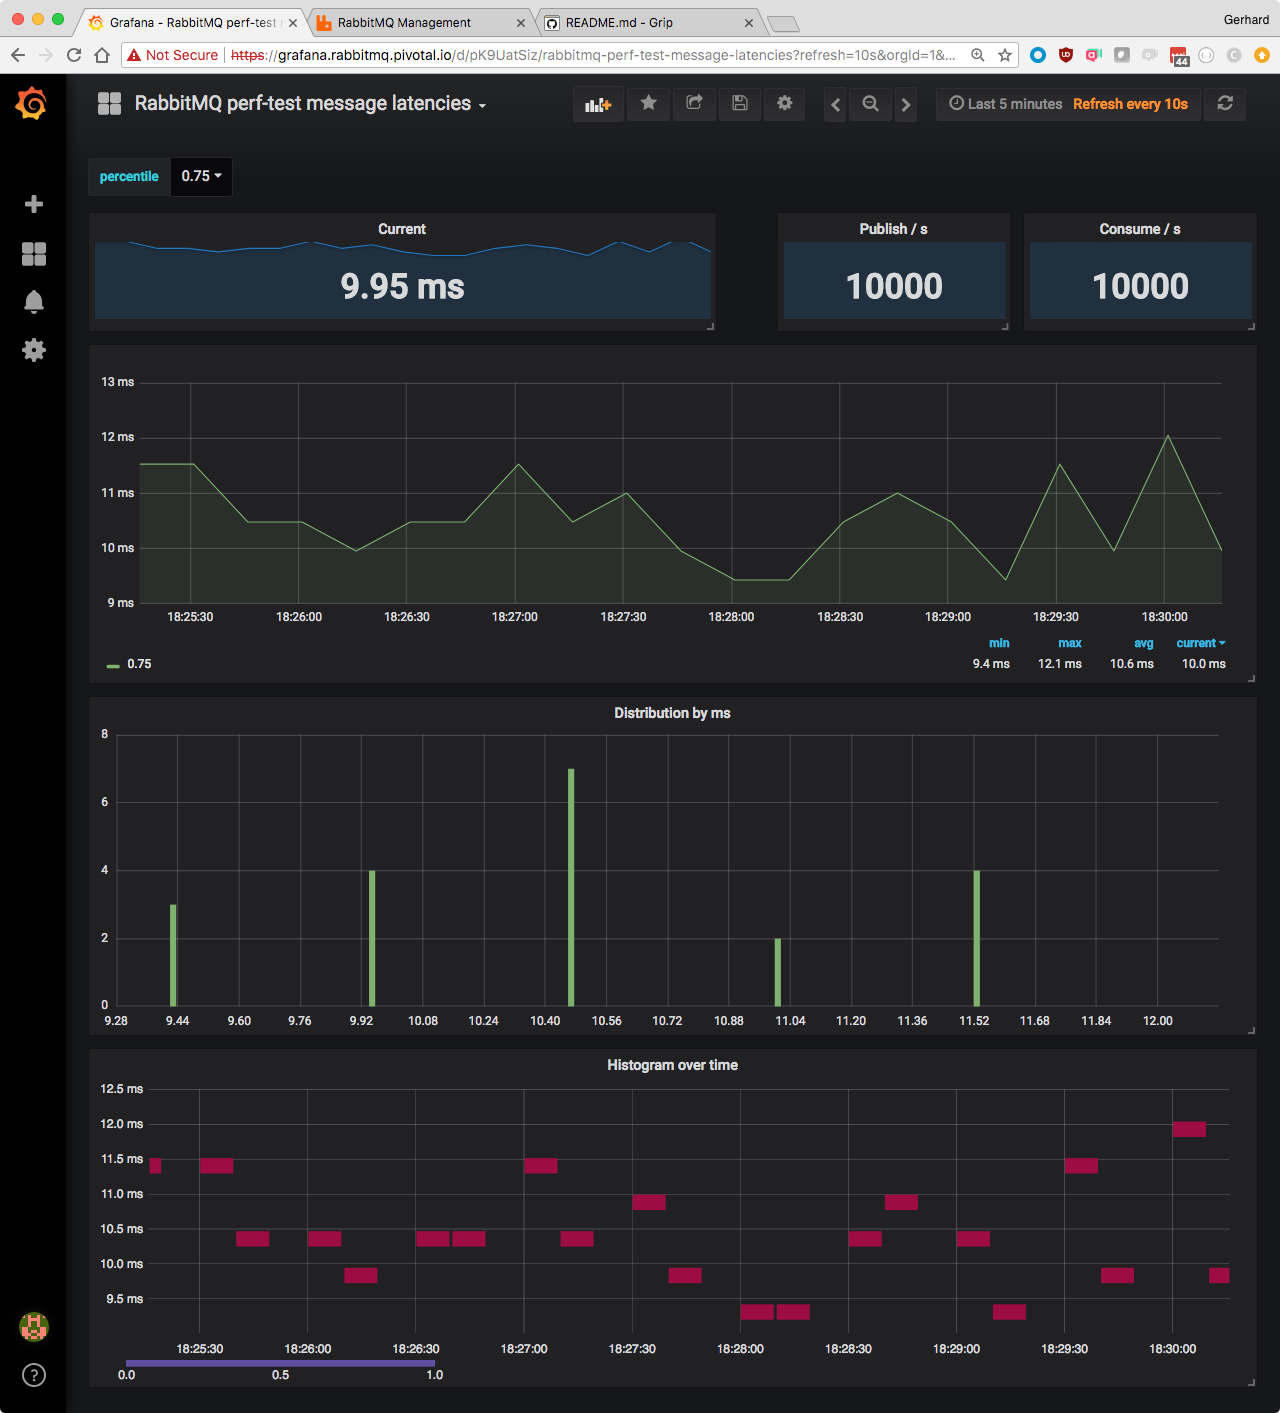 Grafana - RabbitMQ perf-test m
RabbitMQ Management
README.md - Grip
Gerhard
Not Secure
https://grafana.rabbitmq.pivotal.io/d/pK9UatSiz/rabbitmq-perf-test-message-latencies?refresh=10s&orgId=1&...
44
RabbitMQ perf-test message latencies
Last 5 minutes Refresh every 10s
percentile 0.75
Current
9.95 ms
Publish / s
10000
Consume / s
10000
13 ms
12 ms
11 ms
10 ms
9 ms
18:25:30 18:26:00 18:26:30 18:27:00 18:27:30 18:28:00 18:28:30 18:29:00 18:29:30 18:30:00
min max avg current
0.75 9.4 ms 12.1 ms 10.6 ms 10.0 ms
Distribution by ms
8
6
4
2
0
9.28 9.44 9.60 9.76 9.92 10.08 10.24 10.40 10.56 10.72 10.88 11.04 11.20 11.36 11.52 11.68 11.84 12.00
Histogram over time
12.5 ms
12.0 ms
11.5 ms
11.0 ms
10.5 ms
10.0 ms
9.5 ms
18:25:30 18:26:00 18:26:30 18:27:00 18:27:30 18:28:00 18:28:30 18:29:00 18:29:30 18:30:00
0.0 0.5 1.0